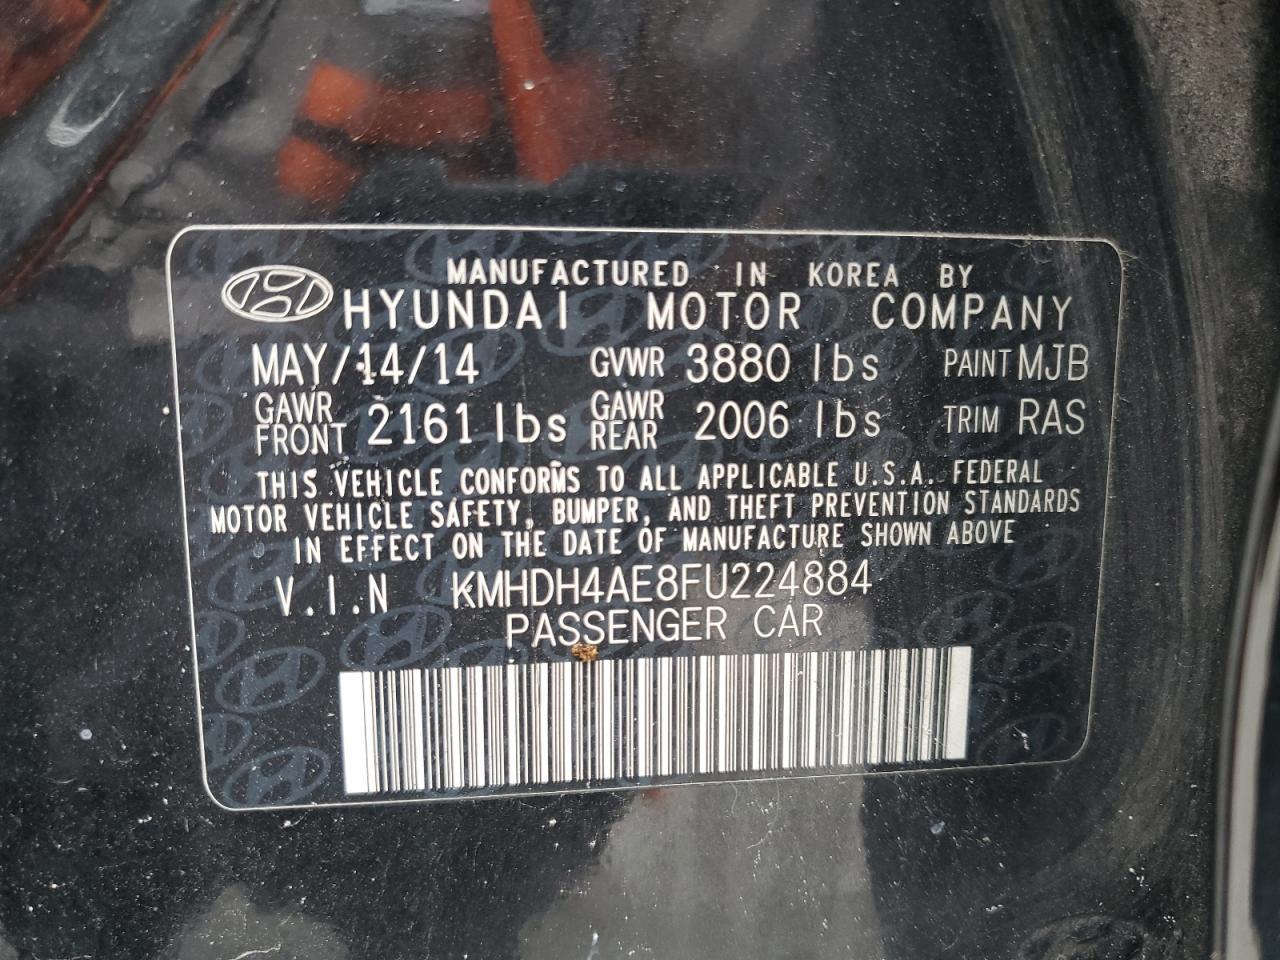 MANUFACTURED IN KOREA BY
HYUNDAI MOTOR COMPANY
MAY/14/14 GVWR 3880 lbs PAINT MJB
GAWR FRONT 2161 lbs GAWR REAR 2006 lbs TRIM RAS
THIS VEHICLE CONFORMS TO ALL APPLICABLE U.S.A. FEDERAL
MOTOR VEHICLE SAFETY, BUMPER, AND THEFT PREVENTION STANDARDS
IN EFFECT ON THE DATE OF MANUFACTURE SHOWN ABOVE
V.I.N KMHDH4AE8FU224884
PASSENGER CAR